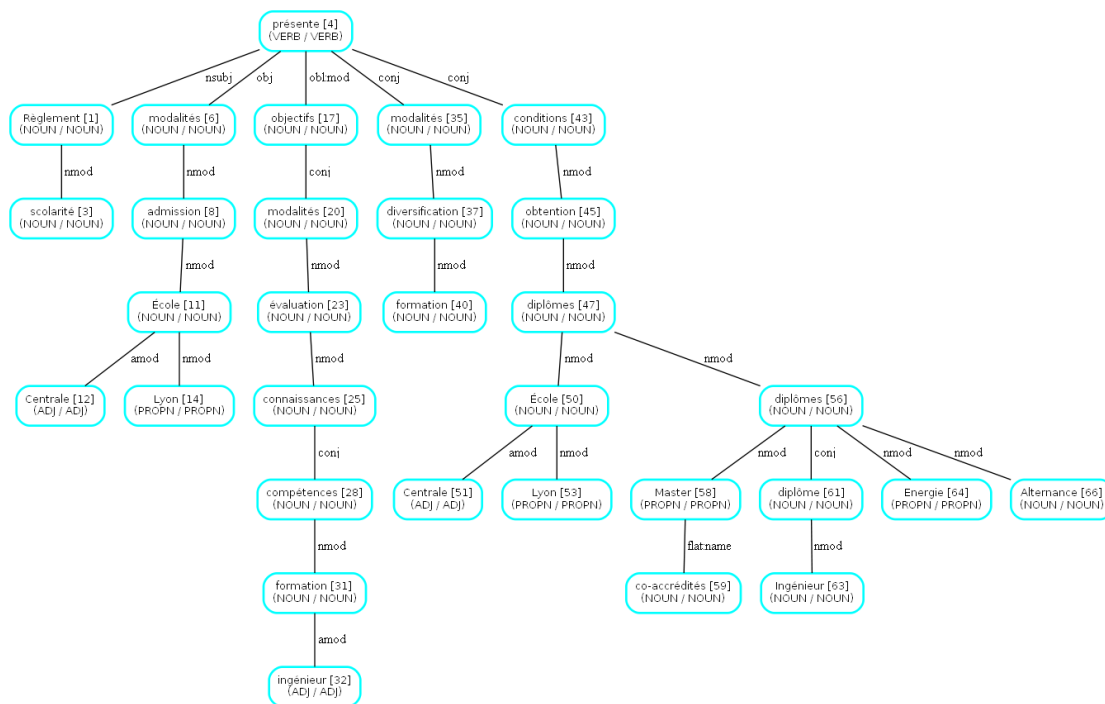 présente [4]
(VERB / VERB)
nsubj
obj
obl:mod
conj
conj
Règlement [1]
(NOUN / NOUN)
modalités [6]
(NOUN / NOUN)
objectifs [17]
(NOUN / NOUN)
modalités [35]
(NOUN / NOUN)
conditions [43]
(NOUN / NOUN)
nmod
nmod
conj
nmod
nmod
scolarité [3]
(NOUN / NOUN)
admission [8]
(NOUN / NOUN)
modalités [20]
(NOUN / NOUN)
diversification [37]
(NOUN / NOUN)
obtention [45]
(NOUN / NOUN)
nmod
nmod
nmod
nmod
École [11]
(NOUN / NOUN)
évaluation [23]
(NOUN / NOUN)
formation [40]
(NOUN / NOUN)
diplômes [47]
(NOUN / NOUN)
amod
nmod
nmod
nmod
nmod
Centrale [12]
(ADJ / ADJ)
Lyon [14]
(PROPN / PROPN)
connaissances [25]
(NOUN / NOUN)
École [50]
(NOUN / NOUN)
diplômes [56]
(NOUN / NOUN)
conj
amod
nmod
nmod
conj
nmod
nmod
compétences [28]
(NOUN / NOUN)
Centrale [51]
(ADJ / ADJ)
Lyon [53]
(PROPN / PROPN)
Master [58]
(PROPN / PROPN)
diplôme [61]
(NOUN / NOUN)
Energie [64]
(PROPN / PROPN)
Alternance [66]
(NOUN / NOUN)
nmod
flat:name
nmod
formation [31]
(NOUN / NOUN)
co-accrédités [59]
(NOUN / NOUN)
Ingénieur [63]
(NOUN / NOUN)
amod
ingénieur [32]
(ADJ / ADJ)